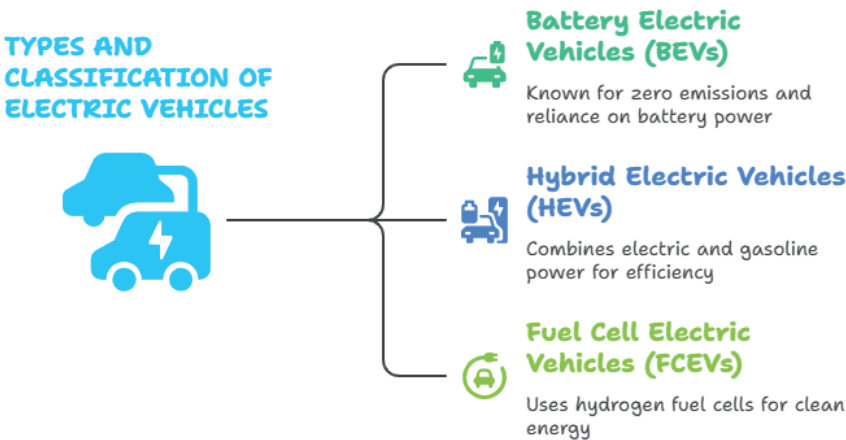 TYPES AND
CLASSIFICATION OF
ELECTRIC VEHICLES
Battery Electric
Vehicles (BEVs)
Known for zero emissions and
reliance on battery power
Hybrid Electric Vehicles
(HEVs)
Combines electric and gasoline
power for efficiency
Fuel Cell Electric
Vehicles (FCEVs)
Uses hydrogen fuel cells for clean
energy